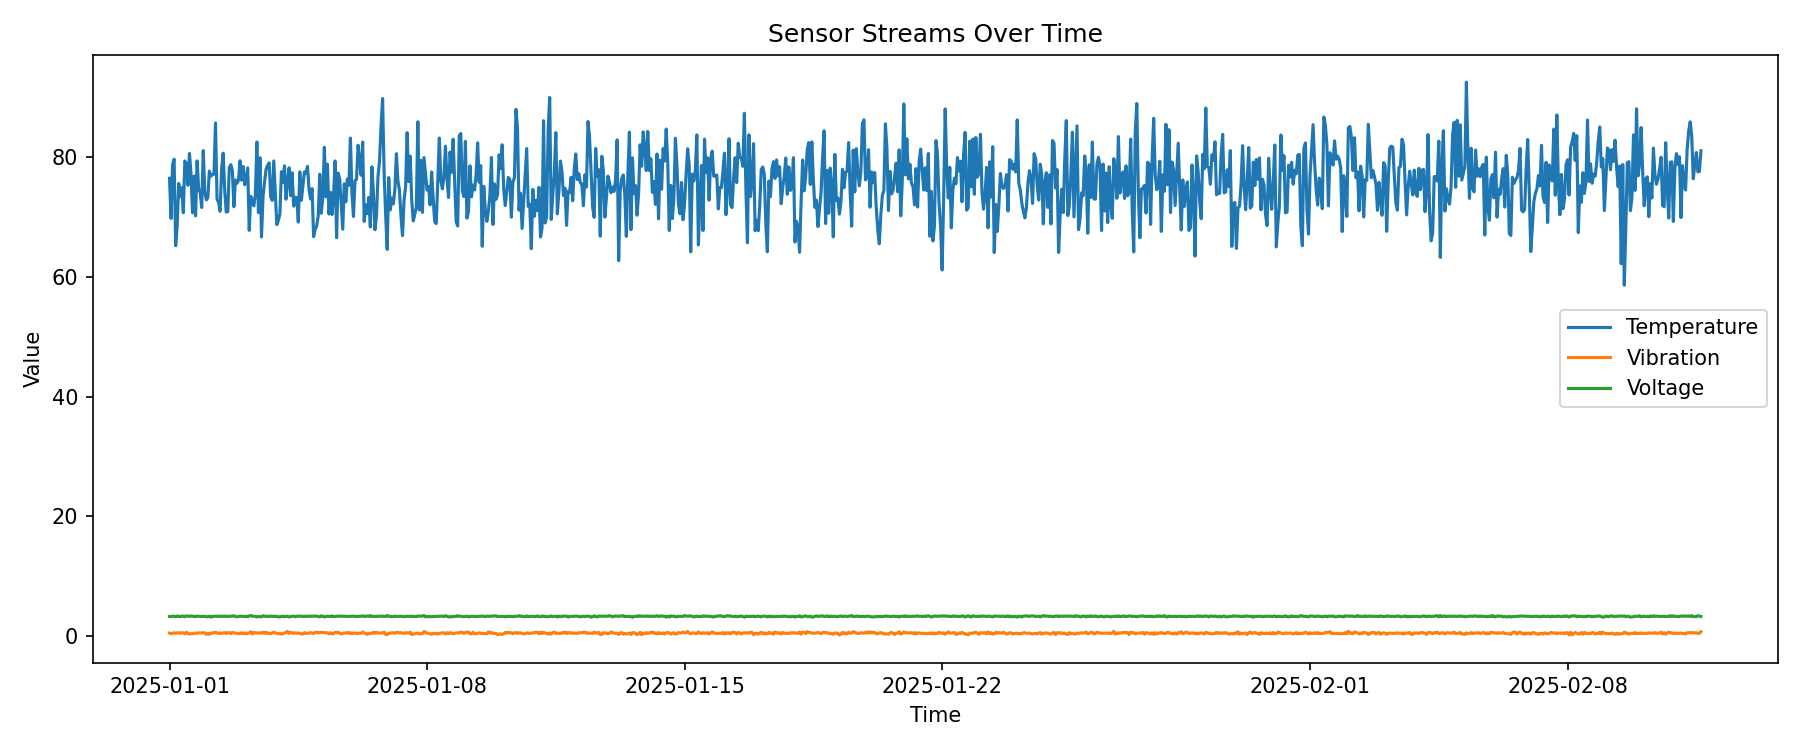 Sensor Streams Over Time
Value
80
60
40
20
0
Temperature
Vibration
Voltage
2025-01-01
2025-01-08
2025-01-15
2025-01-22
2025-02-01
2025-02-08
Time